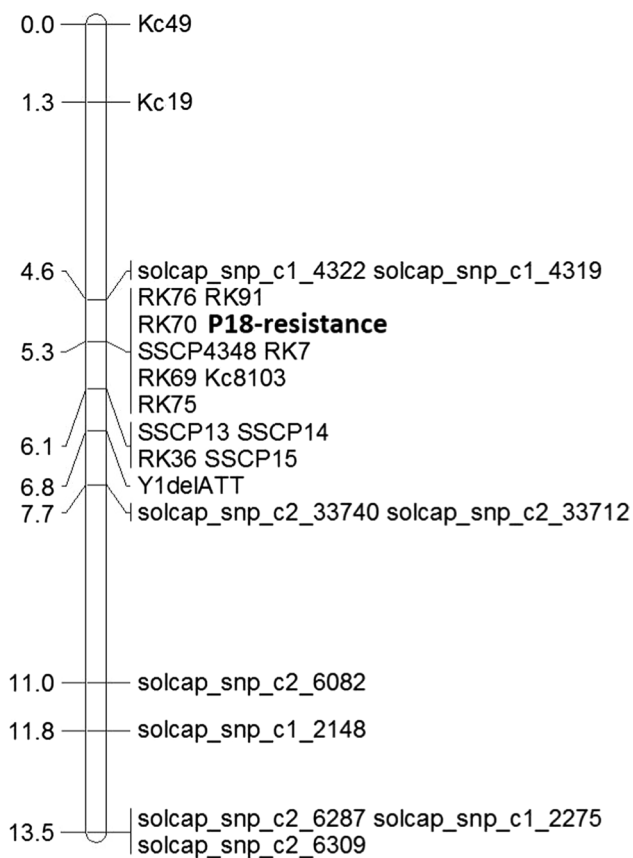 0.0 Kc49
1.3 Kc19
4.6 solcap_snp_c1_4322 solcap_snp_c1_4319
RK76 RK91
RK70 P18-resistance
5.3 SSCP4348 RK7
RK69 Kc8103
RK75
SSCP13 SSCP14
6.1 RK36 SSCP15
6.8 Y1delATT
7.7 solcap_snp_c2_33740 solcap_snp_c2_33712
11.0 solcap_snp_c2_6082
11.8 solcap_snp_c1_2148
solcap_snp_c2_6287 solcap_snp_c1_2275
13.5 solcap_snp_c2_6309